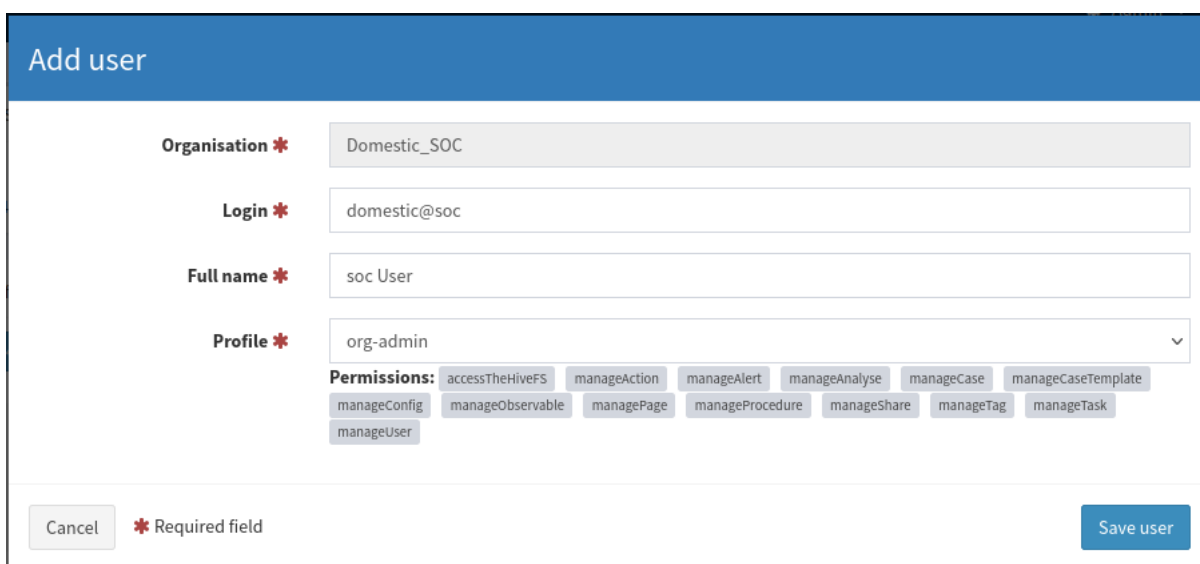 Add user
Organisation ✱ Domestic_SOC
Login ✱ domestic@soc
Full name ✱ soc User
Profile ✱ org-admin
Permissions: accessTheHiveFS manageAction manageAlert manageAnalyse manageCase manageCaseTemplate
manageConfig manageObservable managePage manageProcedure manageShare manageTag manageTask
manageUser
Cancel ✱ Required field Save user